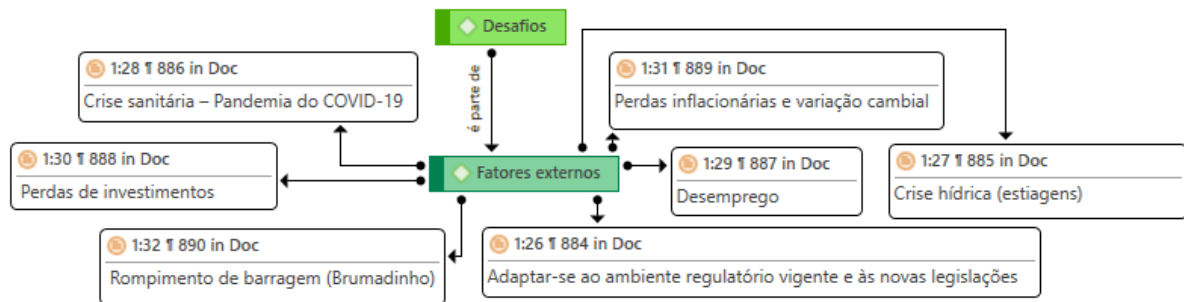 Desafios
1:28 ¶ 886 in Doc
Crise sanitária – Pandemia do COVID-19
é parte de
1:31 ¶ 889 in Doc
Perdas inflacionárias e variação cambial
1:30 ¶ 888 in Doc
Perdas de investimentos
Fatores externos
1:29 ¶ 887 in Doc
Desemprego
1:27 ¶ 885 in Doc
Crise hídrica (estiagens)
1:32 ¶ 890 in Doc
Rompimento de barragem (Brumadinho)
1:26 ¶ 884 in Doc
Adaptar-se ao ambiente regulatório vigente e às novas legislações